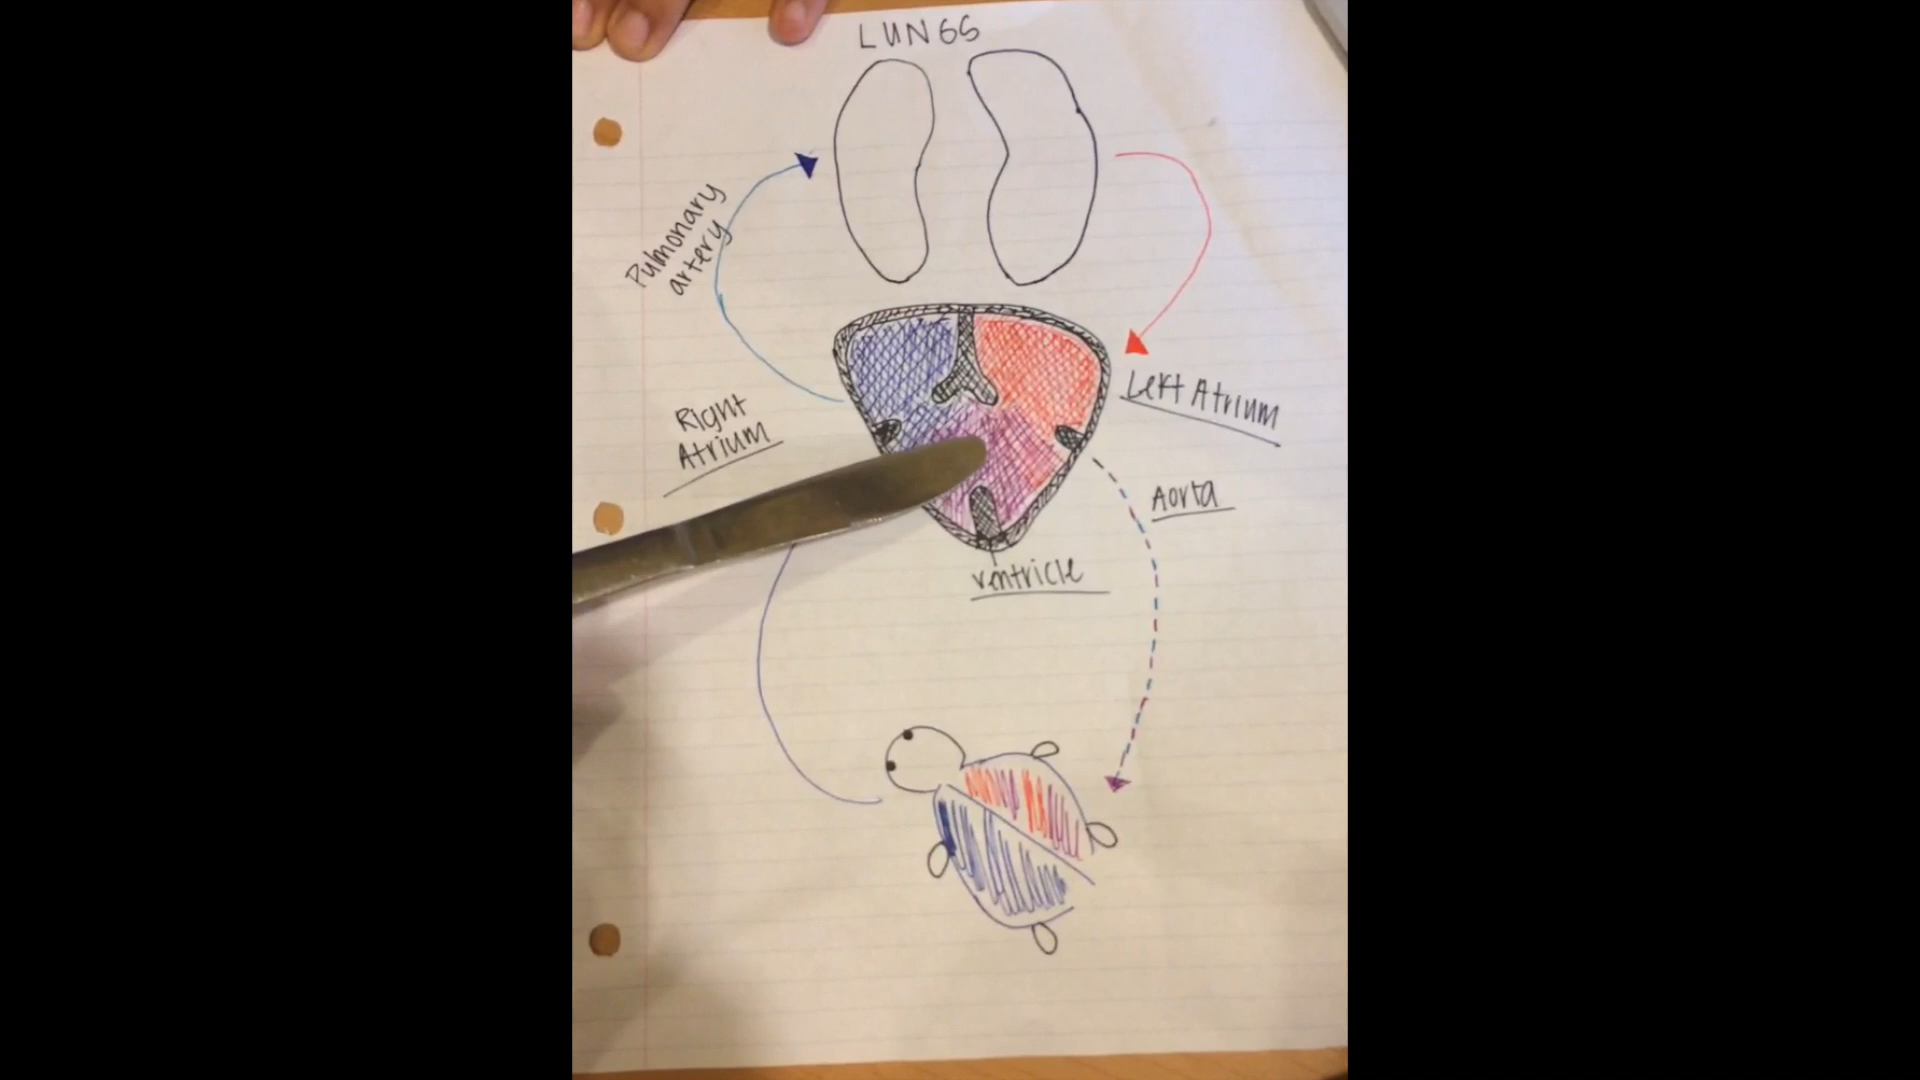 LUNGS
Pulmonary
artery
Right
Atrium
Left Atrium
Aorta
ventricle